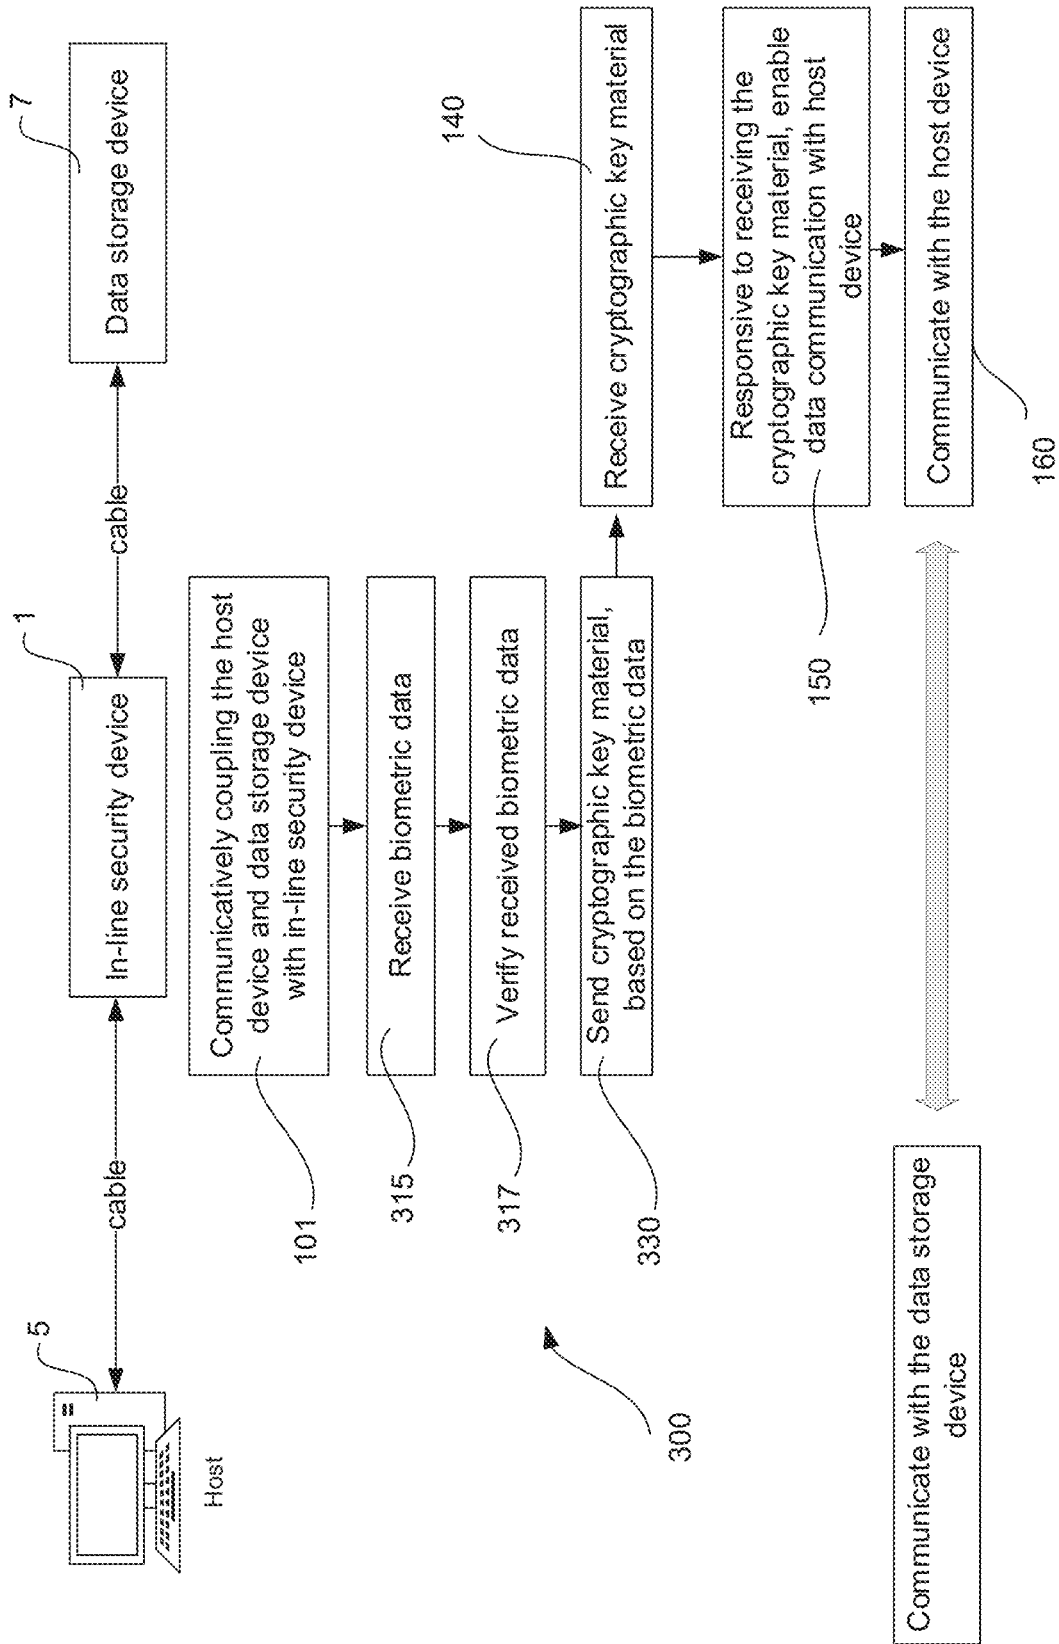 5
=
Host
cable
1
In-line security device
cable
7
Data storage device
Communicatively coupling the host
device and data storage device
with in-line security device
101
Receive biometric data
315
Verify received biometric data
317
Send cryptographic key material,
based on the biometric data
330
140
Receive cryptographic key material
Responsive to receiving the
cryptographic key material, enable
data communication with host
device
150
300
Communicate with the data storage
device
Communicate with the host device
160